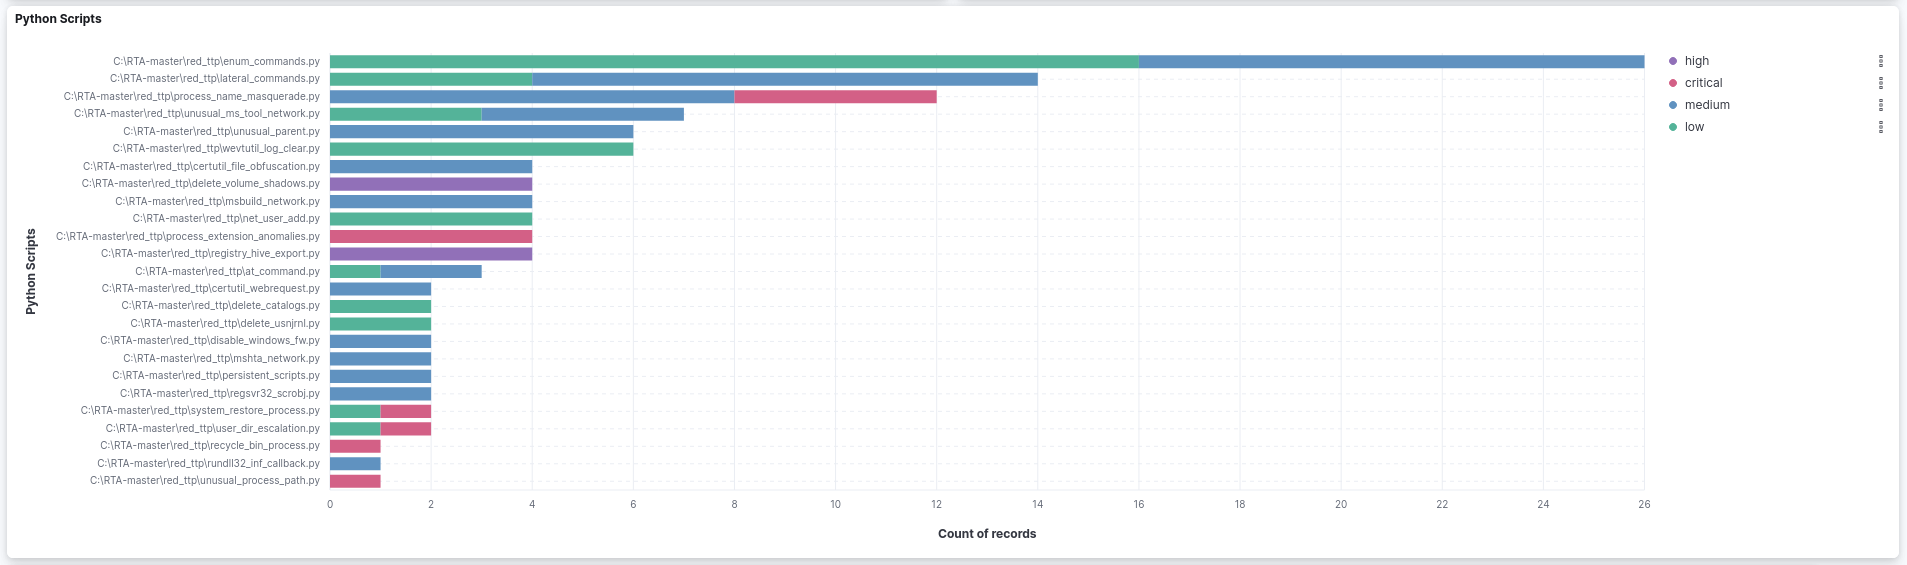 Python Scripts
C:\RTA-master\red_ttp\enum_commands.py
C:\RTA-master\red_ttp\lateral_commands.py
C:\RTA-master\red_ttp\process_name_masquerade.py
C:\RTA-master\red_ttp\unusual_ms_tool_network.py
C:\RTA-master\red_ttp\unusual_parent.py
C:\RTA-master\red_ttp\wevtutil_log_clear.py
C:\RTA-master\red_ttp\certutil_file_obfuscation.py
C:\RTA-master\red_ttp\delete_volume_shadows.py
C:\RTA-master\red_ttp\msbuild_network.py
C:\RTA-master\red_ttp\net_user_add.py
C:\RTA-master\red_ttp\process_extension_anomalies.py
C:\RTA-master\red_ttp\registry_hive_export.py
C:\RTA-master\red_ttp\at_command.py
C:\RTA-master\red_ttp\certutil_webrequest.py
C:\RTA-master\red_ttp\delete_catalogs.py
C:\RTA-master\red_ttp\delete_usnjrnl.py
C:\RTA-master\red_ttp\disable_windows_fw.py
C:\RTA-master\red_ttp\mshta_network.py
C:\RTA-master\red_ttp\persistent_scripts.py
C:\RTA-master\red_ttp\regsvr32_scrobj.py
C:\RTA-master\red_ttp\system_restore_process.py
C:\RTA-master\red_ttp\user_dir_escalation.py
C:\RTA-master\red_ttp\recycle_bin_process.py
C:\RTA-master\red_ttp\rundll32_inf_callback.py
C:\RTA-master\red_ttp\unusual_process_path.py
Python Scripts
0 2 4 6 8 10 12 14 16 18 20 22 24 26
Count of records
high
critical
medium
low